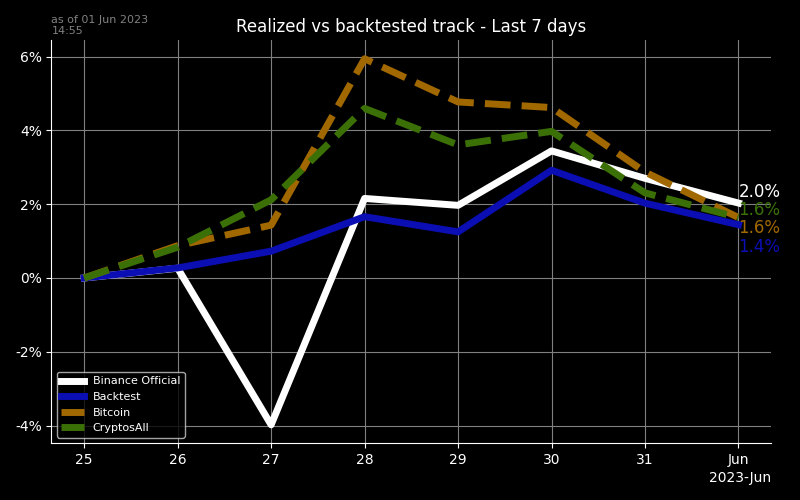 as of 01 Jun 2023
14:55
Realized vs backtested track - Last 7 days
6%
4%
2%
0%
-2%
-4%
2.0%
1.6%
1.6%
1.4%
Binance Official
Backtest
Bitcoin
CryptosAll
25 26 27 28 29 30 31 Jun
2023-Jun